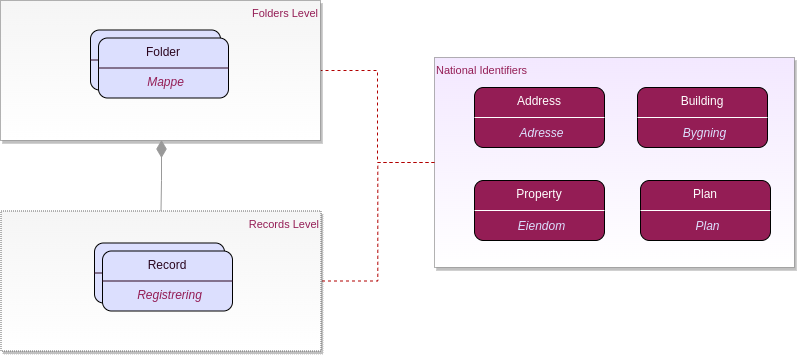 Folders Level
Folder
Mappe
National Identifiers
Address
Adresse
Building
Bygning
Property
Eiendom
Plan
Plan
Records Level
Record
Registrering